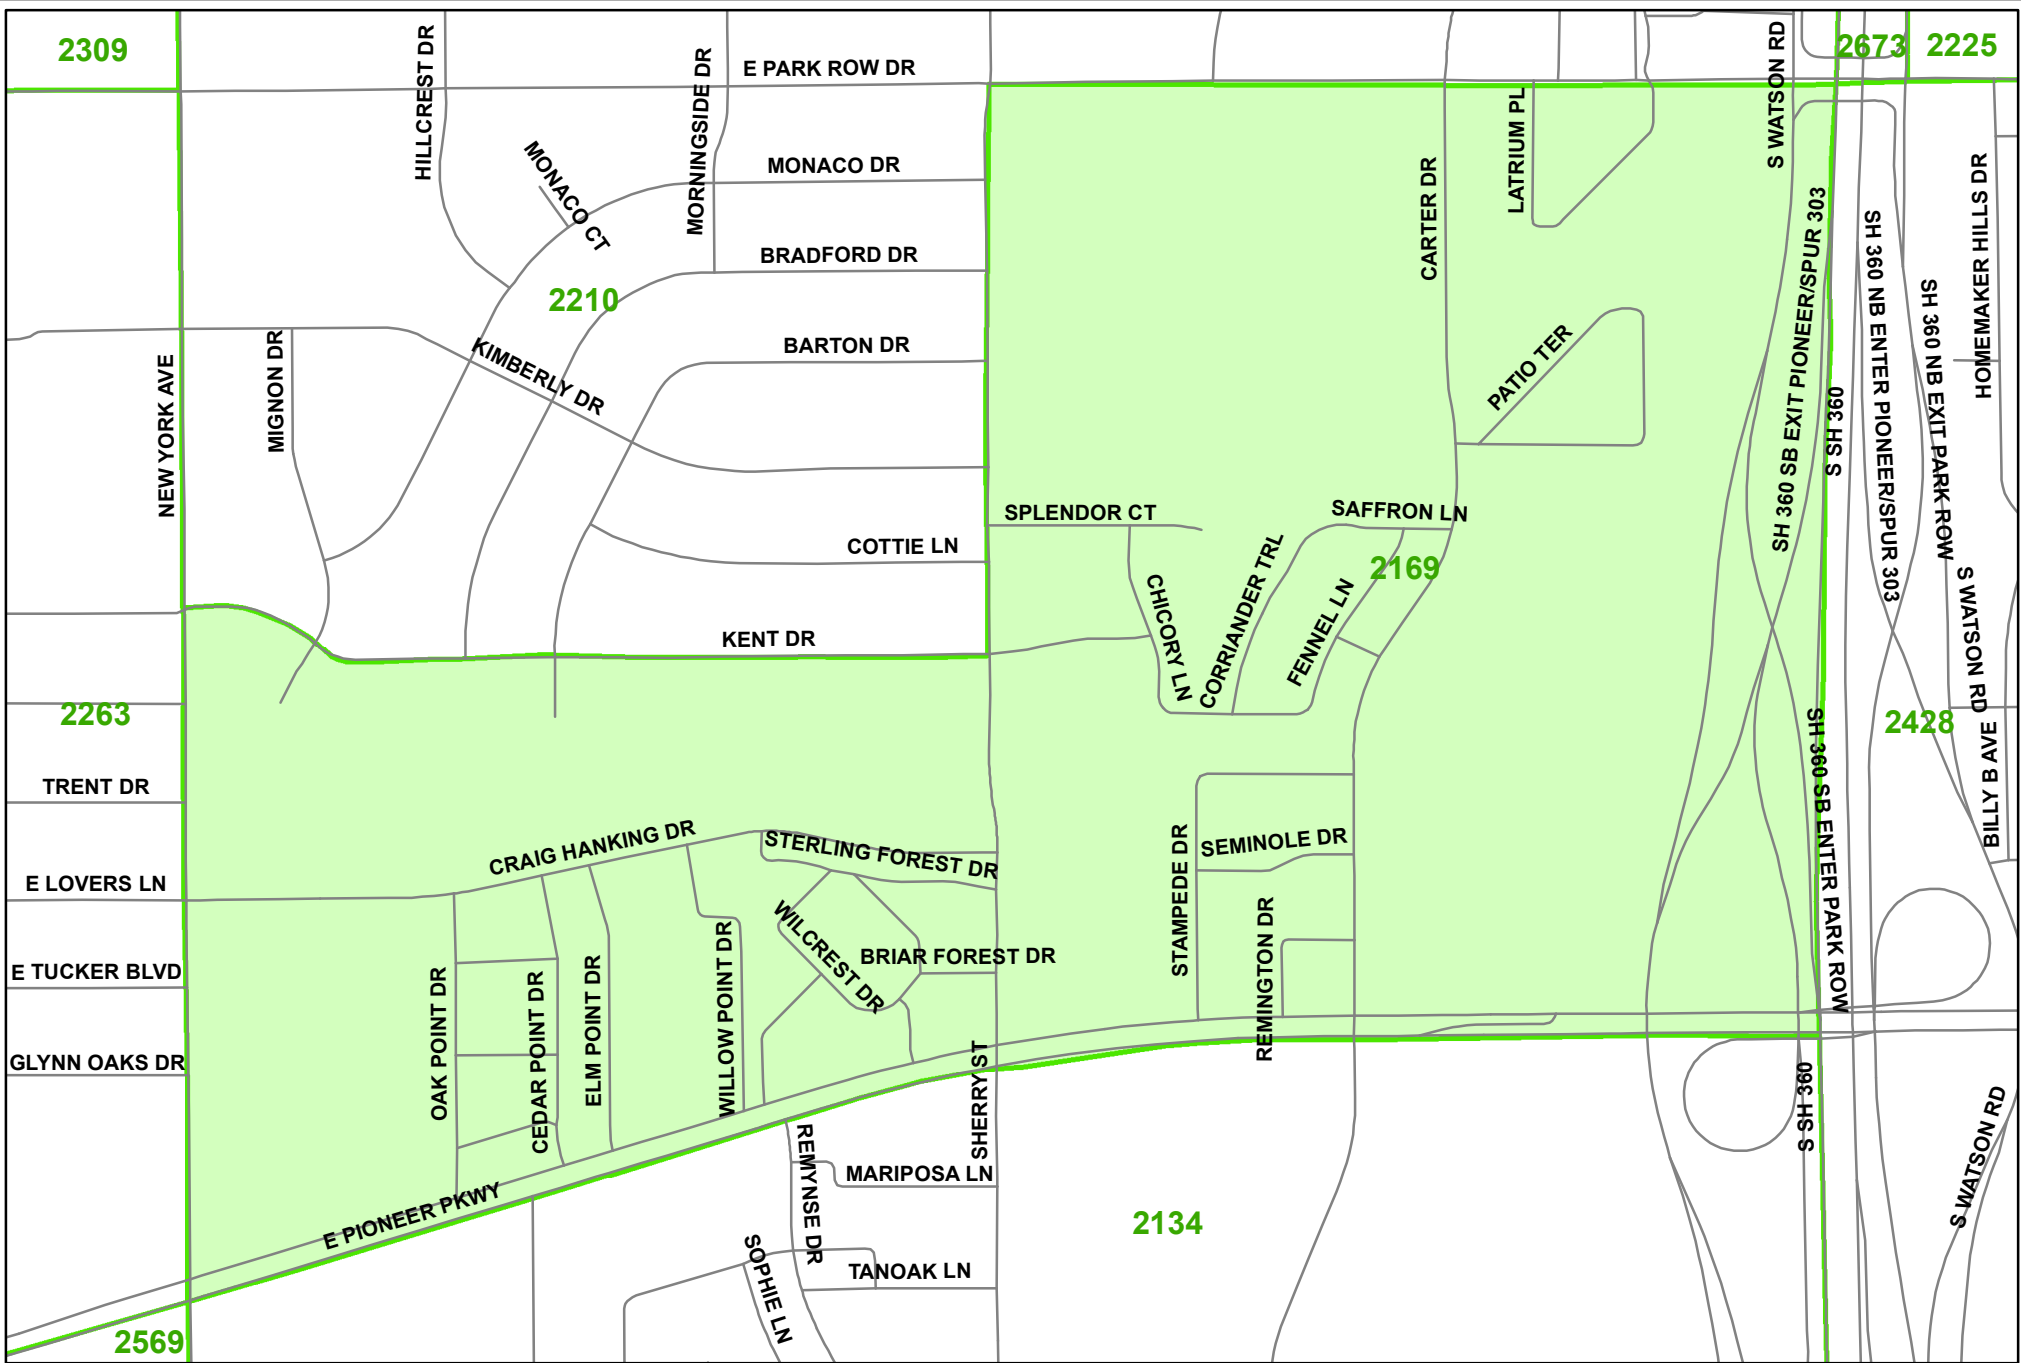 2309
HILLCREST DR
MORNINGSIDE DR
E PARK ROW DR
S WATSON RD
2673
2225
MONACO CT
MONACO DR
LATRIUM PL
CARTER DR
BRADFORD DR
2210
SH 360 SB EXIT PIONEER/SPUR 303
SH 360 NB ENTER PIONEER/SPUR 303
SH 360 NB EXIT PARK ROW
HOMEMAKER HILLS DR
NEW YORK AVE
MIGNON DR
KIMBERLY DR
BARTON DR
PATIO TER
S SH 360
SPLENDOR CT
SAFFRON LN
COTTIE LN
2169
CHICORY LN
CORRIANDER TRL
FENNEL LN
S WATSON RD
KENT DR
2263
2428
TRENT DR
SH 360 SB ENTER PARK ROW
BILLY B AVE
CRAIG HANKING DR
STERLING FOREST DR
STAMPEDE DR
SEMINOLE DR
E LOVERS LN
WILCREST DR
BRIAR FOREST DR
REMINGTON DR
E TUCKER BLVD
OAK POINT DR
CEDAR POINT DR
ELM POINT DR
WILLOW POINT DR
GLYNN OAKS DR
SHERRY ST
S SH 360
S WATSON RD
REMYNSE DR
MARIPOSA LN
E PIONEER PKWY
2134
SOPHIE LN
TANOAK LN
2569